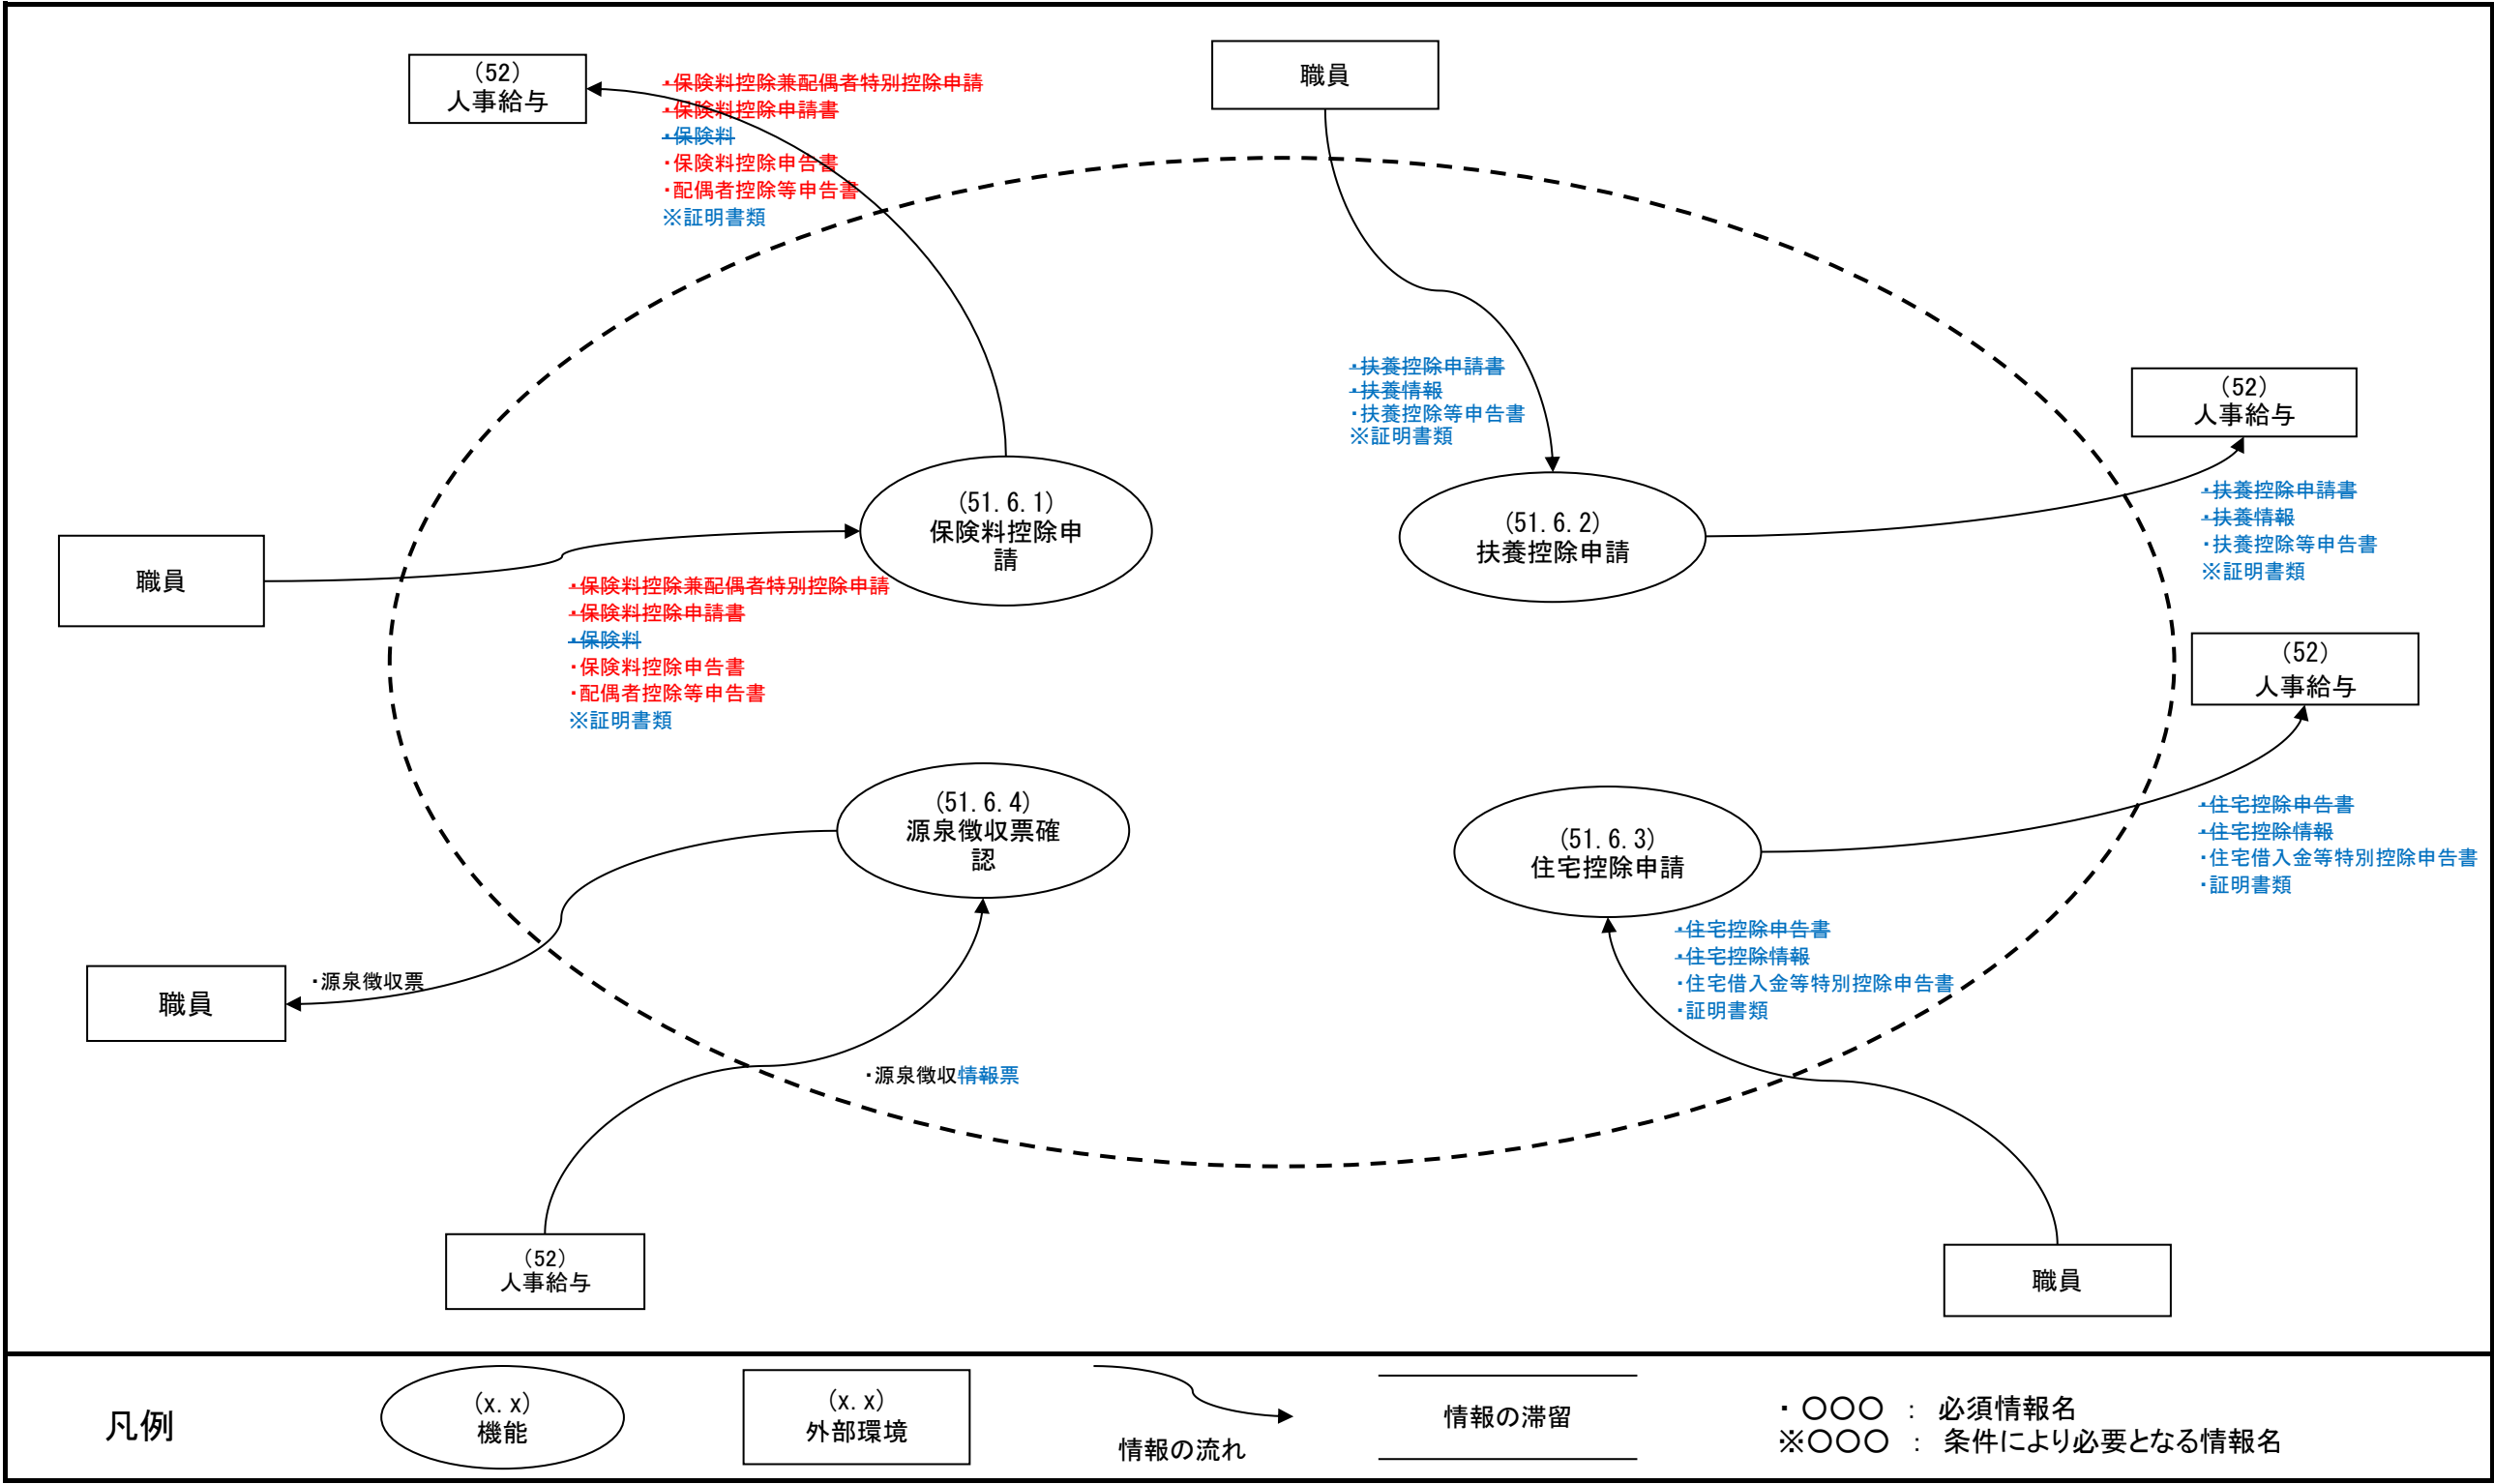 (52)
人事給与
・保険料控除兼配偶者特別控除申請
・保険料控除申請書
・保険料
・保険料控除申告書
・配偶者控除等申告書
※証明書類
職員
・扶養控除申請書
・扶養情報
・扶養控除等申告書
※証明書類
(52)
人事給与
・扶養控除申請書
・扶養情報
・扶養控除等申告書
※証明書類
(51.6.1)
保険料控除申
請
(51.6.2)
扶養控除申請
職員
・保険料控除兼配偶者特別控除申請
・保険料控除申請書
・保険料
・保険料控除申告書
・配偶者控除等申告書
※証明書類
(52)
人事給与
・住宅控除申告書
・住宅控除情報
・住宅借入金等特別控除申告書
・証明書類
(51.6.4)
源泉徴収票確
認
(51.6.3)
住宅控除申請
・住宅控除申告書
・住宅控除情報
・住宅借入金等特別控除申告書
・証明書類
職員
・源泉徴収票
・源泉徴収情報票
(52)
人事給与
職員
凡例
(x.x)
機能
(x.x)
外部環境
情報の流れ
情報の滞留
・ 〇〇〇 ： 必須情報名
※〇〇〇 ： 条件により必要となる情報名